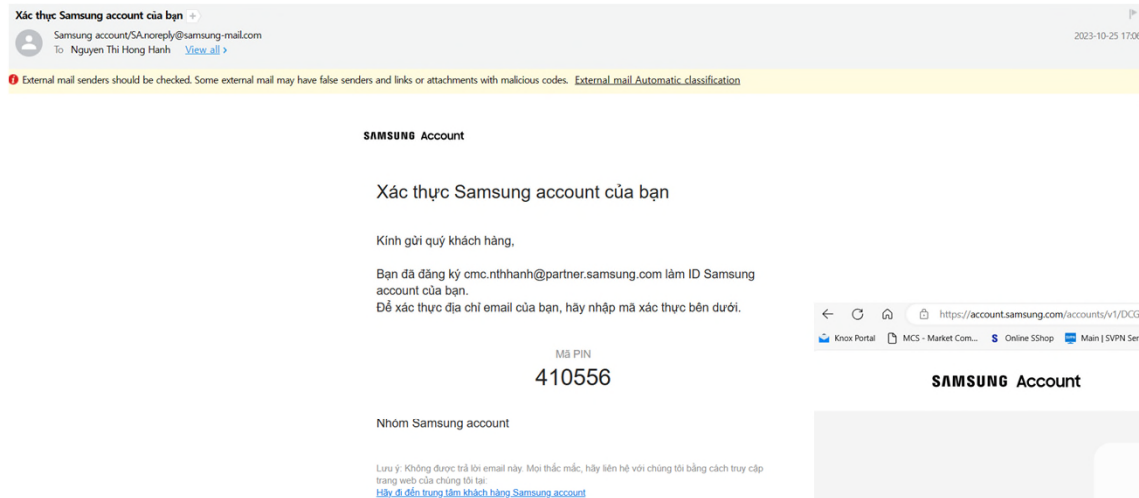 Xác thực Samsung account của bạn
Samsung account/SA.noreply@samsung-mail.com
2023-10-25 17:06
To Nguyen Thi Hong Hanh View all >
External mail senders should be checked. Some external mail may have false senders and links or attachments with malicious codes. External mail Automatic classification
SAMSUNG Account
Xác thực Samsung account của bạn
Kính gửi quý khách hàng,
Bạn đã đăng ký cmc.nthhanh@partner.samsung.com làm ID Samsung
account của bạn.
Để xác thực địa chỉ email của bạn, hãy nhập mã xác thực bên dưới.
Mã PIN
410556
Nhóm Samsung account
Lưu ý: Không được trả lời email này. Mọi thắc mắc, hãy liên hệ với chúng tôi bằng cách truy cập
trang web của chúng tôi tại:
Hãy đi đến trung tâm khách hàng Samsung account
https://account.samsung.com/accounts/v1/DCG
Knox Portal MCS - Market Com... Online SShop Main | SVPN Ser
SAMSUNG Account